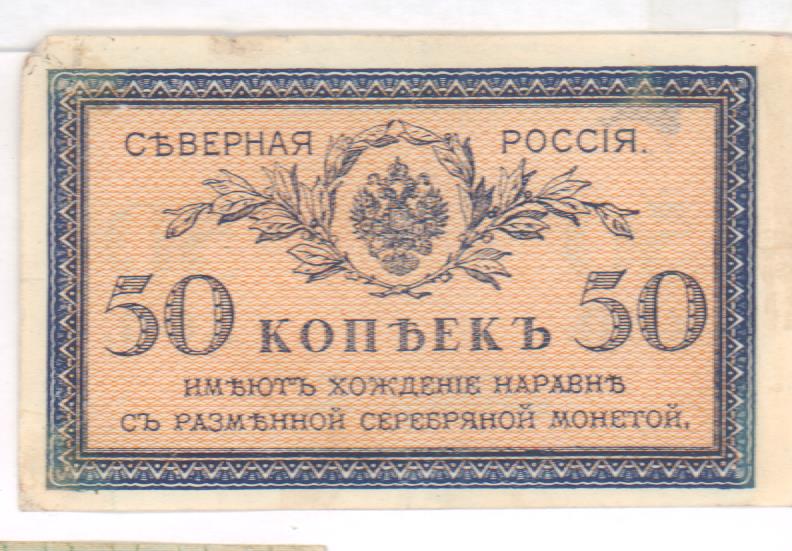 СѢВЕРНАЯ РОССІЯ.
50 КОПѢЕКЪ 50
ИМѢЮТЪ ХОЖДЕНІЕ НАРАВНѢ
СЪ РАЗМѢННОЙ СЕРЕБРЯНОЙ МОНЕТОЙ,